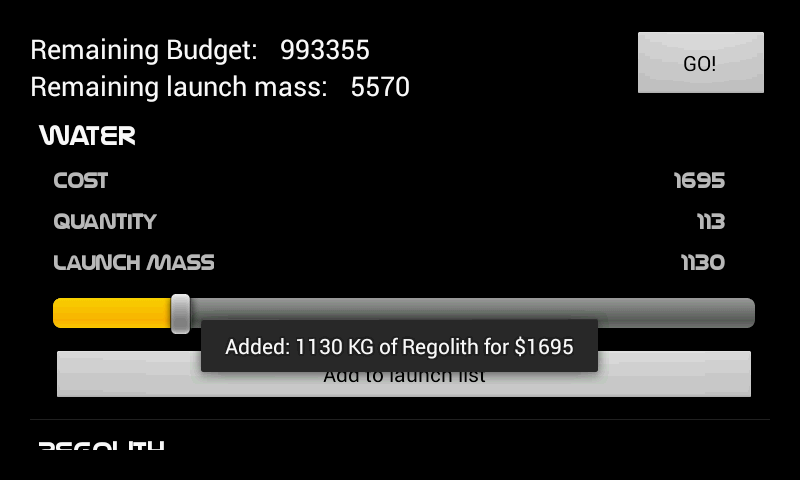 Remaining Budget: 993355
GO!
Remaining launch mass: 5570
WATER
COST 1695
QUANTITY 113
LAUNCH MASS 1130
Added: 1130 KG of Regolith for $1695
Add to launch list
REGOLITH